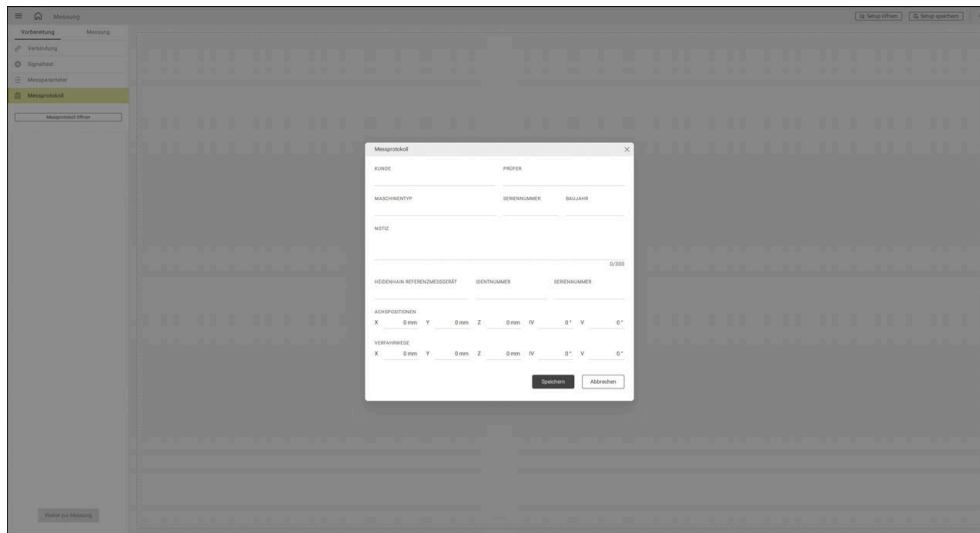 Messung
Setup öffnen
Setup speichern
Vorbereitung Messung
Verbindung
Signaltest
Messparameter
Messprotokoll
Messprotokoll öffnen
Messprotokoll
KUNDE PRÜFER
MASCHINENTYP SERIENNUMMER BAUJAHR
NOTIZ
0/300
HEIDENHAIN REFERENZMESSGERÄT IDENTNUMMER SERIENNUMMER
ACHSPOSITIONEN
X 0 mm Y 0 mm Z 0 mm IV 0 ° V 0 °
VERFAHRWEGE
X 0 mm Y 0 mm Z 0 mm IV 0 ° V 0 °
Speichern Abbrechen
Weiter zur Messung